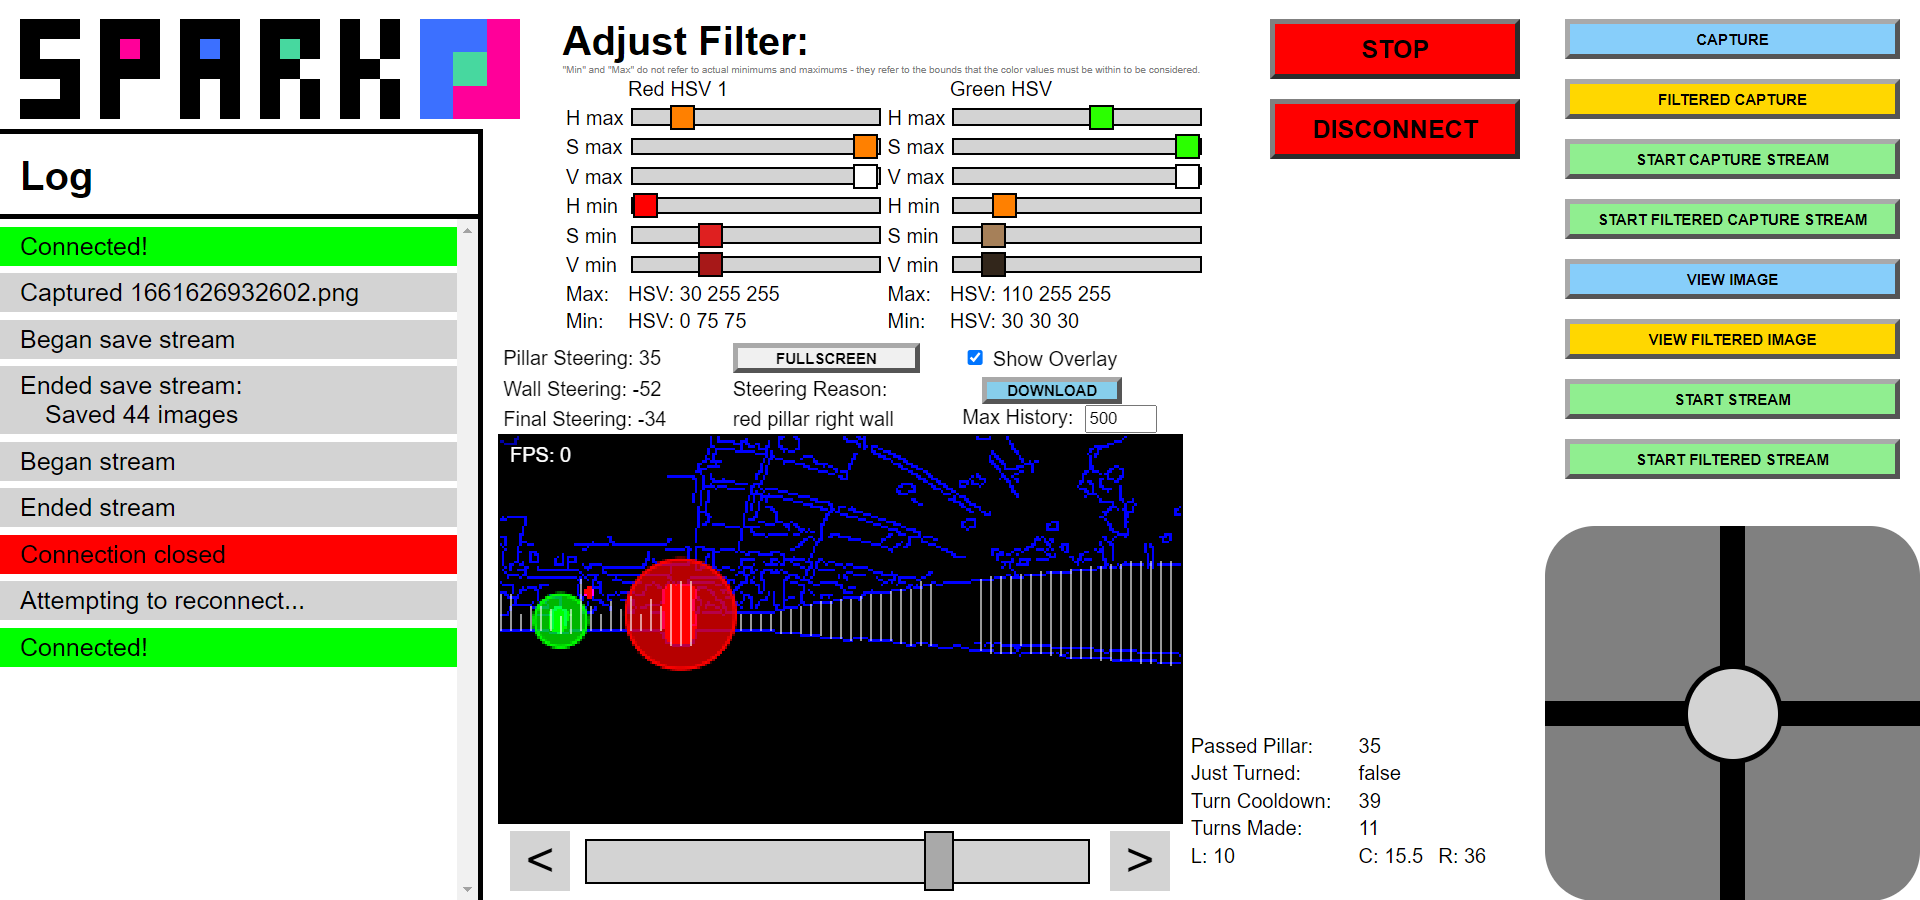 SPARK
Log
Connected!
Captured 1661626932602.png
Began save stream
Ended save stream:
Saved 44 images
Began stream
Ended stream
Connection closed
Attempting to reconnect...
Connected!
Adjust Filter:
"Min" and "Max" do not refer to actual minimums and maximums - they refer to the bounds that the color values must be within to be considered.
Red HSV 1
H max
S max
V max
H min
S min
V min
Max: HSV: 30 255 255
Min: HSV: 0 75 75
Green HSV
H max
S max
V max
H min
S min
V min
Max: HSV: 110 255 255
Min: HSV: 30 30 30
Pillar Steering: 35
Wall Steering: -52
Final Steering: -34
FULLSCREEN
Steering Reason:
red pillar right wall
Show Overlay
DOWNLOAD
Max History: 500
FPS: 0
<
>
Passed Pillar: 35
Just Turned: false
Turn Cooldown: 39
Turns Made: 11
L: 10 C: 15.5 R: 36
STOP
DISCONNECT
CAPTURE
FILTERED CAPTURE
START CAPTURE STREAM
START FILTERED CAPTURE STREAM
VIEW IMAGE
VIEW FILTERED IMAGE
START STREAM
START FILTERED STREAM